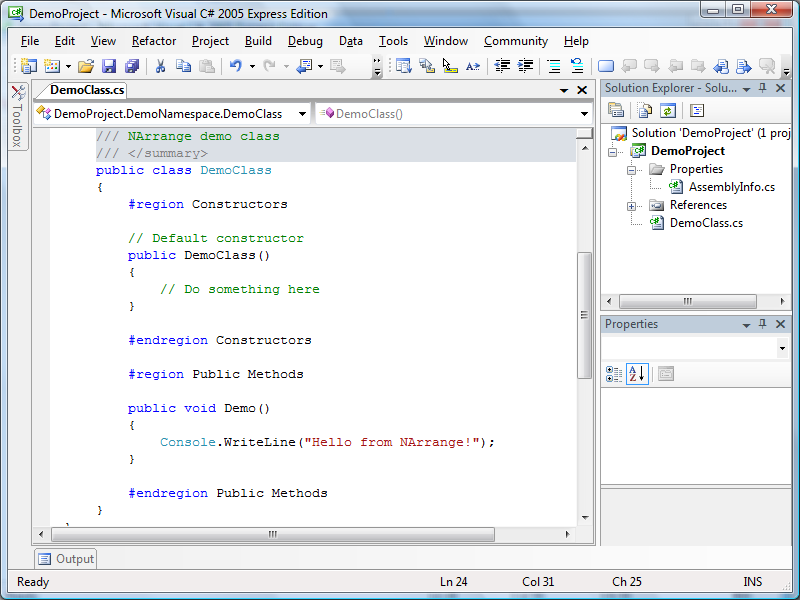 DemoProject - Microsoft Visual C# 2005 Express Edition
File Edit View Refactor Project Build Debug Data Tools Window Community Help
Toolbox
DemoClass.cs
DemoProject.DemoNamespace.DemoClass
DemoClass()
/// NArrange demo class
/// </summary>
public class DemoClass
{
#region Constructors
// Default constructor
public DemoClass()
{
// Do something here
}
#endregion Constructors
#region Public Methods
public void Demo()
{
Console.WriteLine("Hello from NArrange!");
}
#endregion Public Methods
}
Solution Explorer - Solu...
Solution 'DemoProject' (1 proj
DemoProject
Properties
AssemblyInfo.cs
References
DemoClass.cs
Properties
Output
Ready Ln 24 Col 31 Ch 25 INS